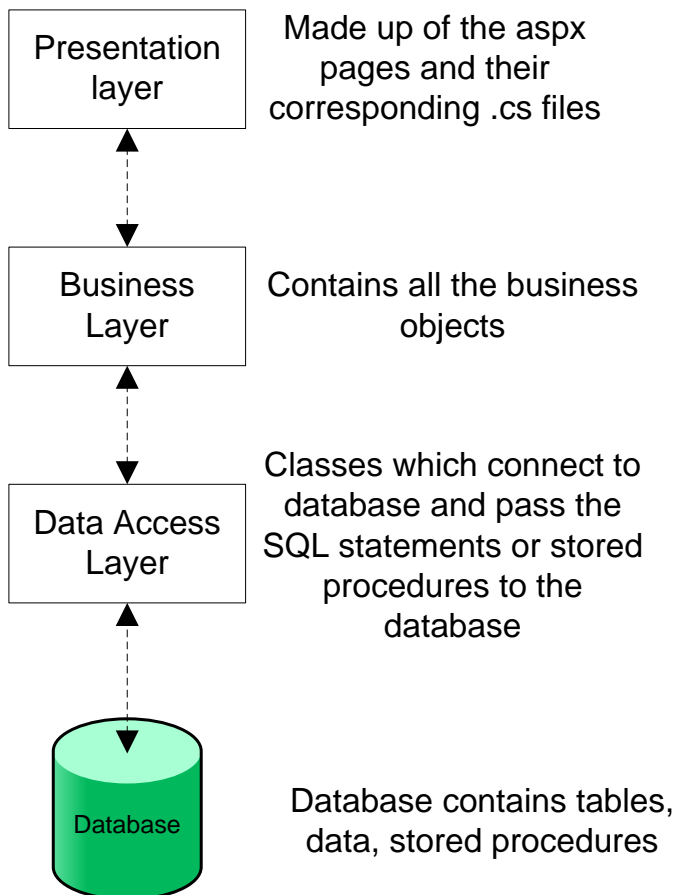 Presentation
layer
Made up of the aspx
pages and their
corresponding .cs files
Business
Layer
Contains all the business
objects
Data Access
Layer
Classes which connect to
database and pass the
SQL statements or stored
procedures to the
database
Database
Database contains tables,
data, stored procedures